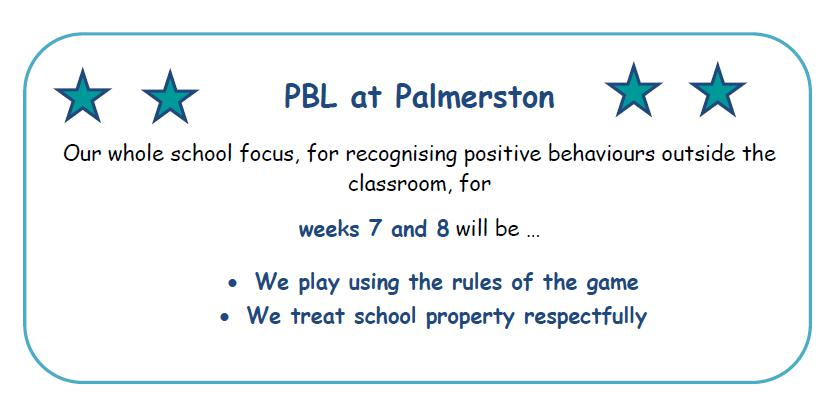 PBL at Palmerston
Our whole school focus, for recognising positive behaviours outside the
classroom, for
weeks 7 and 8 will be …
• We play using the rules of the game
• We treat school property respectfully